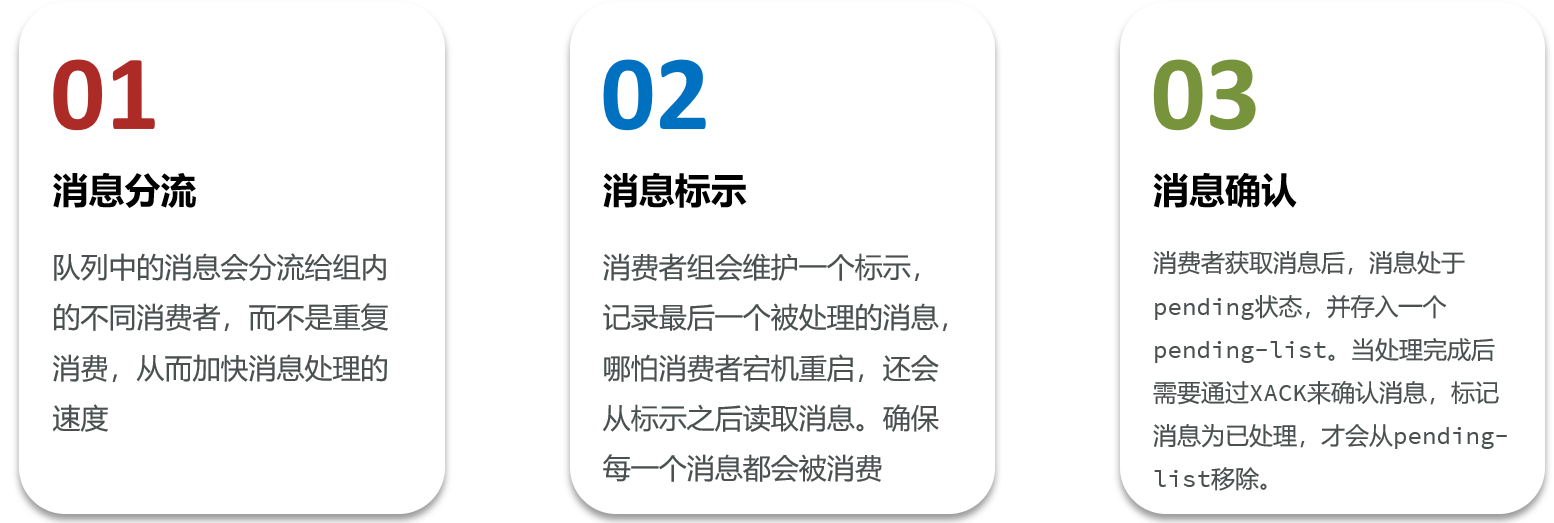 01
消息分流
队列中的消息会分流给组内
的不同消费者，而不是重复
消费，从而加快消息处理的
速度
02
消息标示
消费者组会维护一个标示，
记录最后一个被处理的消息，
哪怕消费者宕机重启，还会
从标示之后读取消息。确保
每一个消息都会被消费
03
消息确认
消费者获取消息后，消息处于
pending状态，并存入一个
pending-list。当处理完成后
需要通过XACK来确认消息，标记
消息为已处理，才会从pending-
list移除。